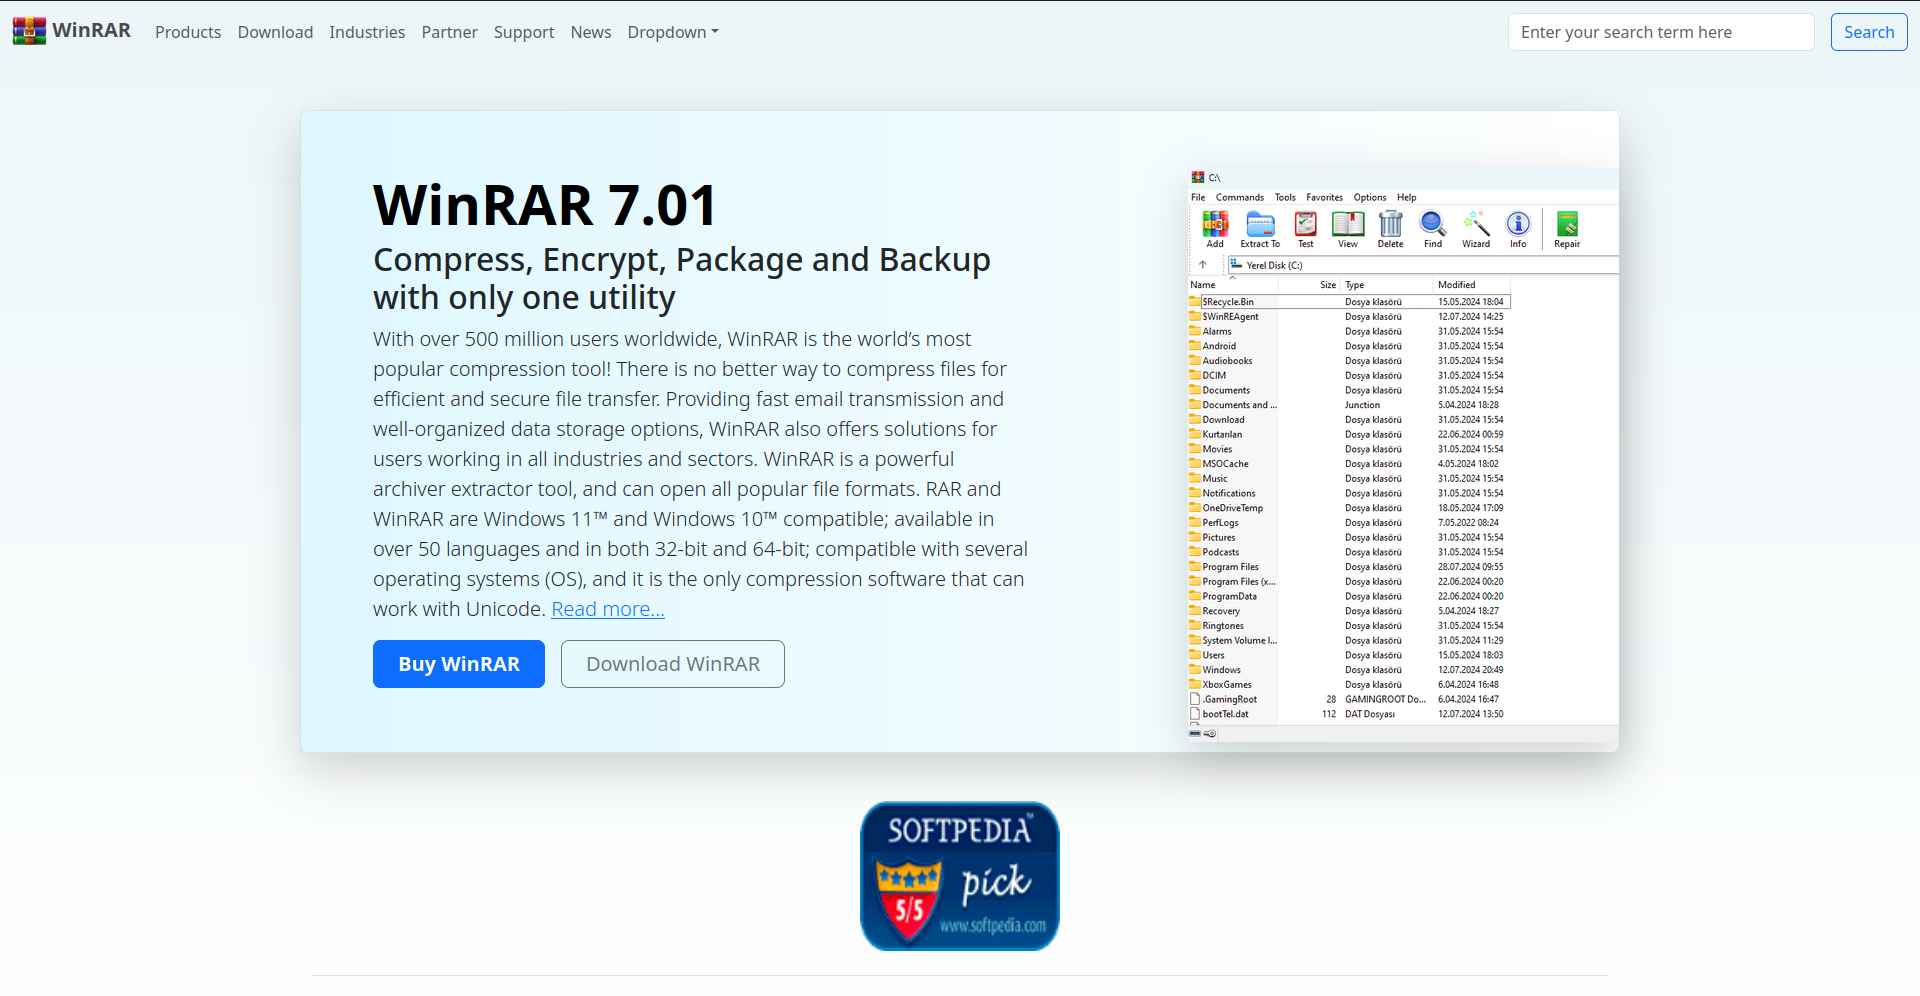 WinRAR
Products Download Industries Partner Support News Dropdown
Enter your search term here
Search
WinRAR 7.01
Compress, Encrypt, Package and Backup
with only one utility
With over 500 million users worldwide, WinRAR is the world’s most
popular compression tool! There is no better way to compress files for
efficient and secure file transfer. Providing fast email transmission and
well-organized data storage options, WinRAR also offers solutions for
users working in all industries and sectors. WinRAR is a powerful
archiver extractor tool, and can open all popular file formats. RAR and
WinRAR are Windows 11™ and Windows 10™ compatible; available in
over 50 languages and in both 32-bit and 64-bit; compatible with several
operating systems (OS), and it is the only compression software that can
work with Unicode. Read more...
Buy WinRAR
Download WinRAR
C:\
File Commands Tools Favorites Options Help
Add Extract To Test View Delete Find Wizard Info Repair
Yerel Disk (C:)
Name Size Type Modified
$Recycle.Bin Dosya klasörü 15.05.2024 18:04
$WinREAgent Dosya klasörü 12.07.2024 14:25
Alarms Dosya klasörü 31.05.2024 15:54
Android Dosya klasörü 31.05.2024 15:54
Audiobooks Dosya klasörü 31.05.2024 15:54
DCIM Dosya klasörü 31.05.2024 15:54
Documents Dosya klasörü 31.05.2024 15:54
Documents and ... Junction 5.04.2024 18:28
Download Dosya klasörü 31.05.2024 15:54
Kurtarılan Dosya klasörü 22.06.2024 00:59
Movies Dosya klasörü 31.05.2024 15:54
MSOCache Dosya klasörü 4.05.2024 18:02
Music Dosya klasörü 31.05.2024 15:54
Notifications Dosya klasörü 31.05.2024 15:54
OneDriveTemp Dosya klasörü 18.05.2024 17:09
PerfLogs Dosya klasörü 7.05.2022 08:24
Pictures Dosya klasörü 31.05.2024 15:54
Podcasts Dosya klasörü 31.05.2024 15:54
Program Files Dosya klasörü 28.07.2024 09:55
Program Files (x... Dosya klasörü 22.06.2024 00:20
ProgramData Dosya klasörü 22.06.2024 00:20
Recovery Dosya klasörü 5.04.2024 18:27
Ringtones Dosya klasörü 31.05.2024 15:54
System Volume I... Dosya klasörü 31.05.2024 11:29
Users Dosya klasörü 15.05.2024 18:03
Windows Dosya klasörü 12.07.2024 20:49
XboxGames Dosya klasörü 6.04.2024 16:48
.GamingRoot 28 GAMINGROOT Do... 6.04.2024 16:47
bootTel.dat 112 DAT Dosyası 12.07.2024 13:50
SOFTPEDIA™
pick
5/5
www.softpedia.com